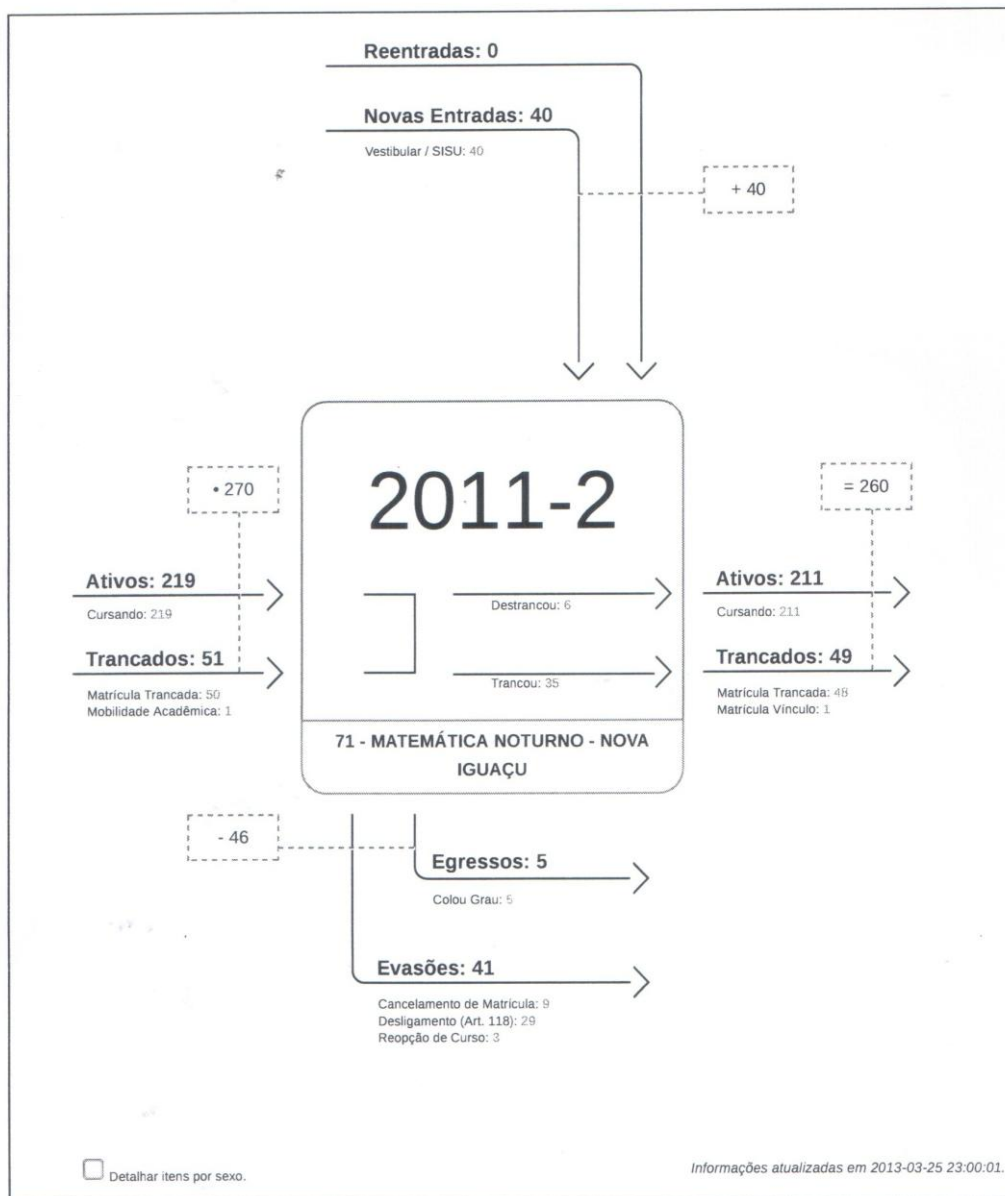 Reentradas: 0
Novas Entradas: 40
Vestibular / SISU: 40
+ 40
• 270
= 260
2011-2
Ativos: 219
Cursando: 219
Destrancou: 6
Ativos: 211
Cursando: 211
Trancados: 51
Matrícula Trancada: 50
Mobilidade Acadêmica: 1
Trancou: 35
Trancados: 49
Matrícula Trancada: 48
Matrícula Vínculo: 1
71 - MATEMÁTICA NOTURNO - NOVA
IGUAÇU
- 46
Egressos: 5
Colou Grau: 5
Evasões: 41
Cancelamento de Matrícula: 9
Desligamento (Art. 118): 29
Reopção de Curso: 3
Detalhar itens por sexo.
Informações atualizadas em 2013-03-25 23:00:01.